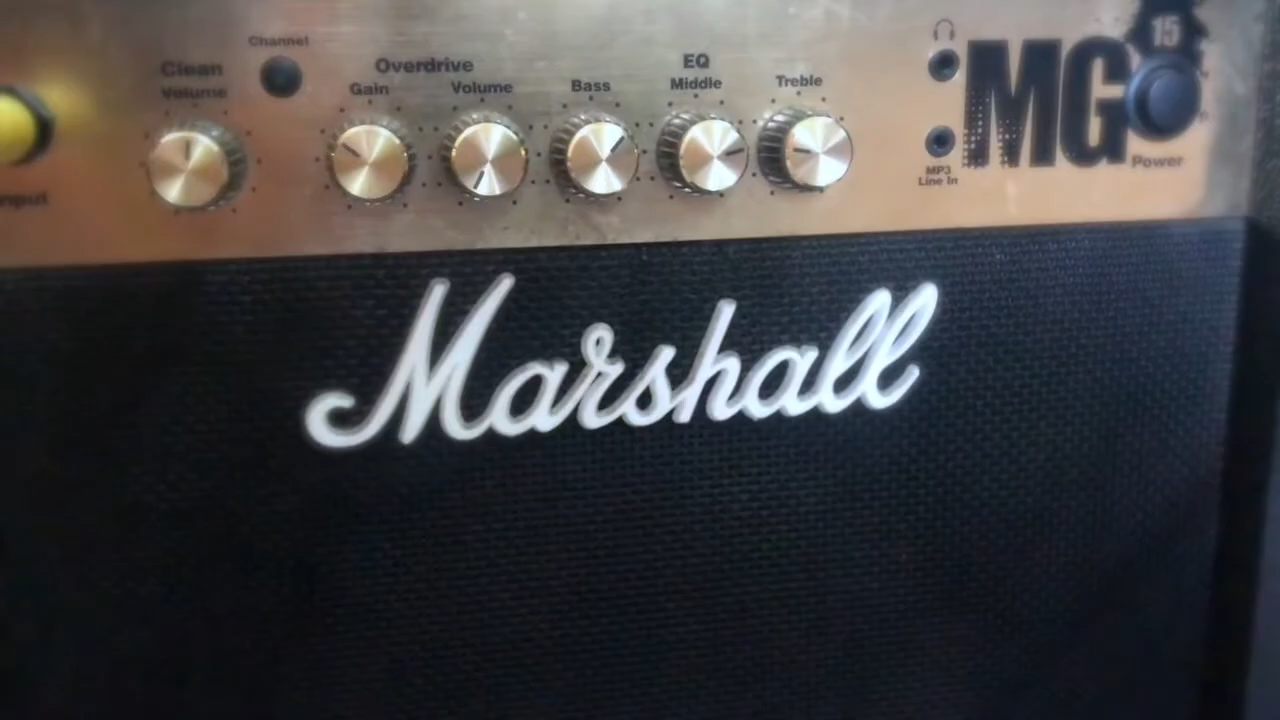 Channel
Clean
Volume
Overdrive
Gain
Volume
Bass
EQ
Middle
Treble
MP3
Line In
MG
15
Power
Marshall